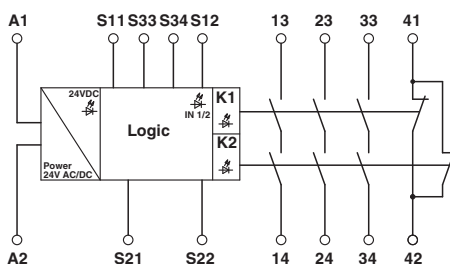 A1 S11 S33 S34 S12 13 23 33 41
24VDC
IN 1/2
K1
Logic
K2
Power
24V AC/DC
A2 S21 S22 14 24 34 42